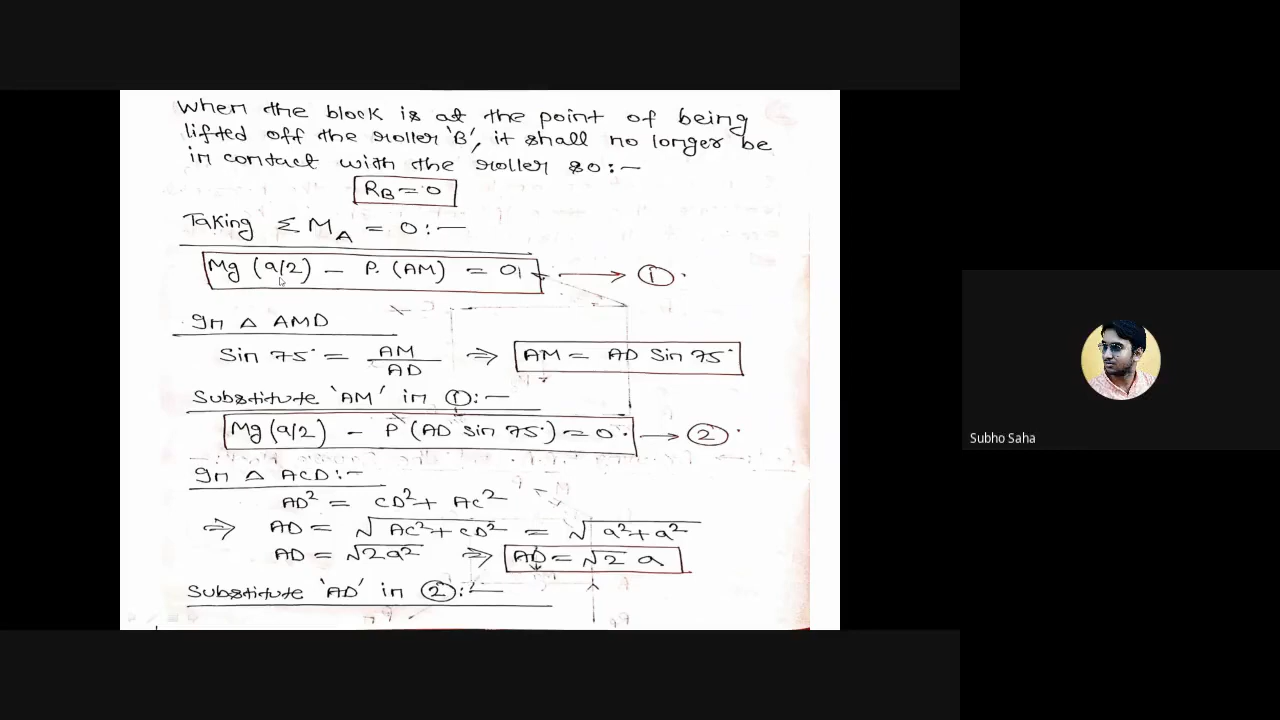 When the block is at the point of being
lifted off the roller 'B', it shall no longer be
in contact with the roller so:-
R_B = 0
Taking Σ M_A = 0:-
Mg (a/2) - P. (AM) = 0 → ①.
In Δ AMD
Sin 75° = AM/AD ⇒ AM = AD Sin 75°
Substitute 'AM' in ①:-
Mg (a/2) - P (AD sin 75°) = 0. → ②.
In Δ ACD:-
AD² = CD² + AC²
⇒ AD = √AC² + CD² = √a² + a²
AD = √2a² ⇒ AD = √2 a
Substitute 'AD' in ②:-
Subho Saha